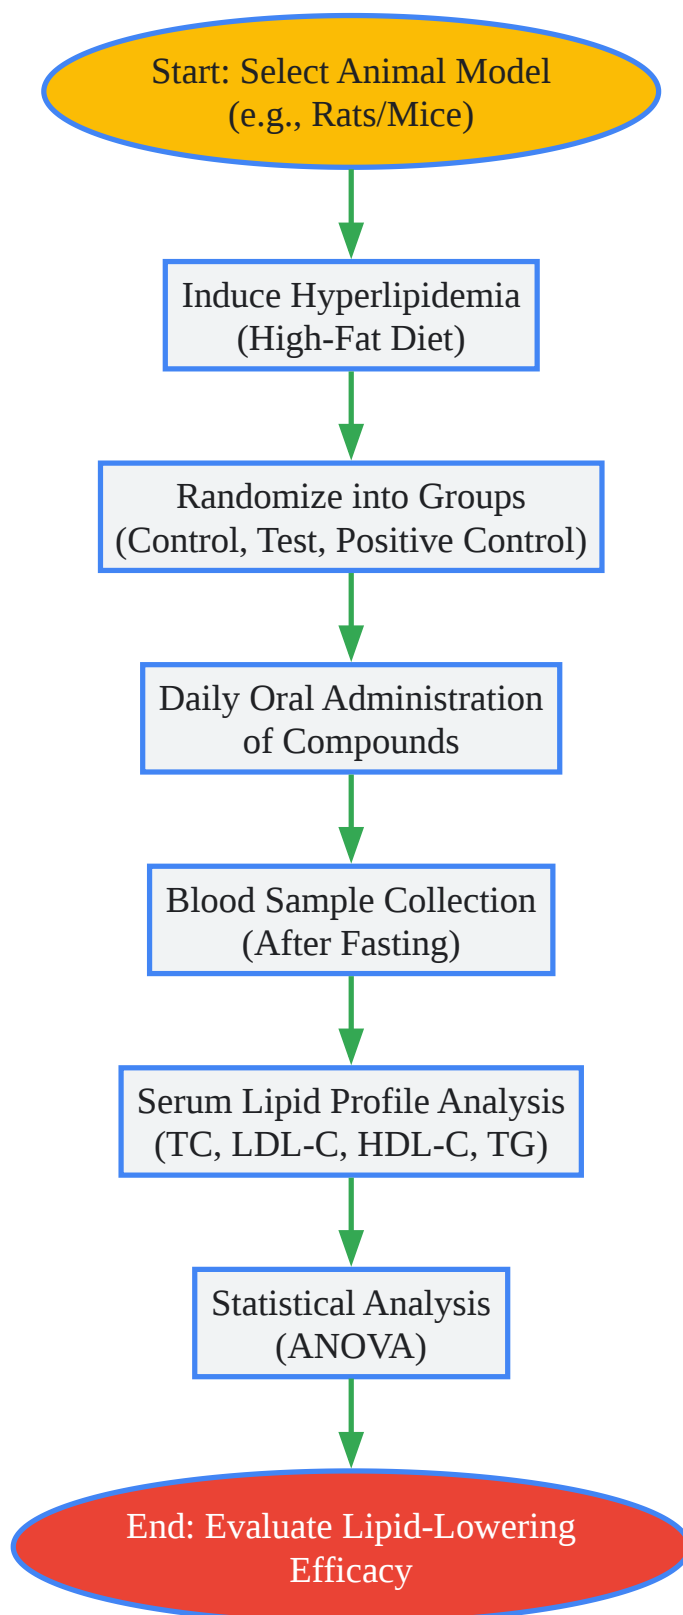 Start: Select Animal Model
(e.g., Rats/Mice)
Induce Hyperlipidemia
(High-Fat Diet)
Randomize into Groups
(Control, Test, Positive Control)
Daily Oral Administration
of Compounds
Blood Sample Collection
(After Fasting)
Serum Lipid Profile Analysis
(TC, LDL-C, HDL-C, TG)
Statistical Analysis
(ANOVA)
End: Evaluate Lipid-Lowering
Efficacy